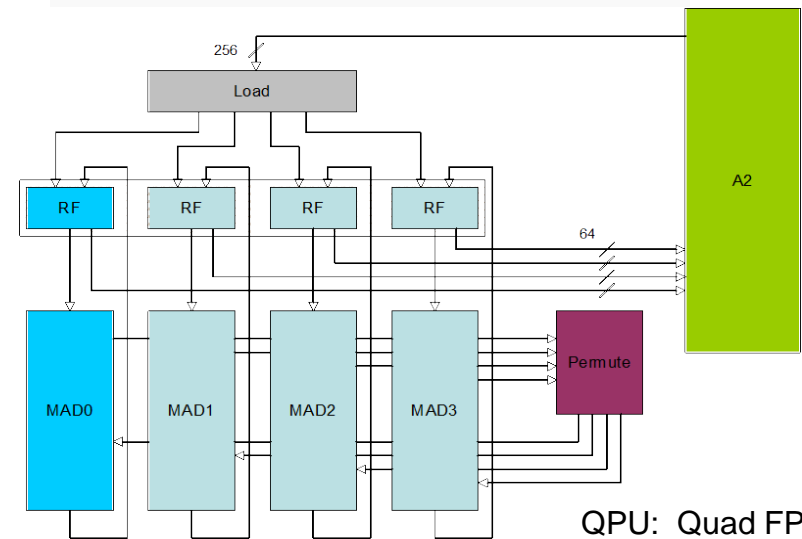 256
Load
A2
RF RF RF RF
64
Permute
MAD0 MAD1 MAD2 MAD3
QPU: Quad FP